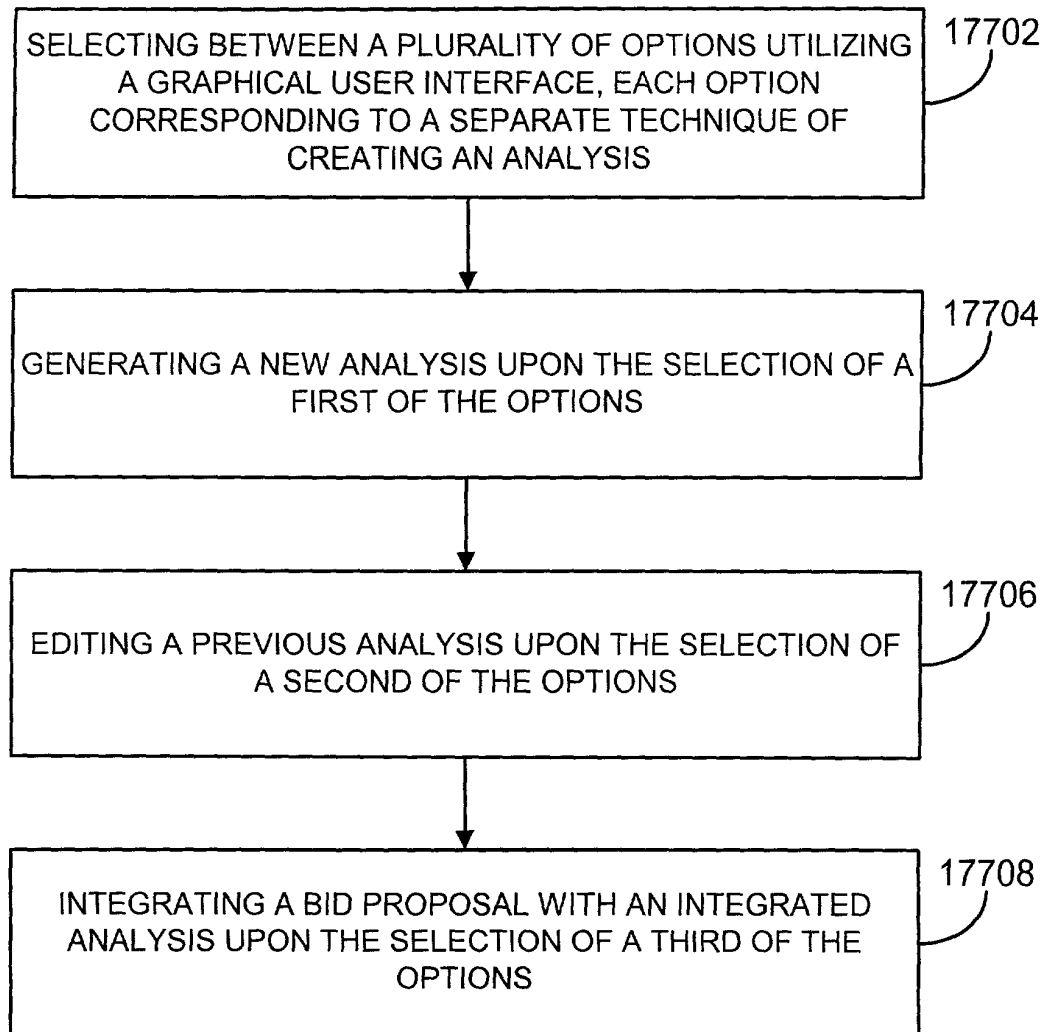 SELECTING BETWEEN A PLURALITY OF OPTIONS UTILIZING
A GRAPHICAL USER INTERFACE, EACH OPTION
CORRESPONDING TO A SEPARATE TECHNIQUE OF
CREATING AN ANALYSIS
17702
GENERATING A NEW ANALYSIS UPON THE SELECTION OF A
FIRST OF THE OPTIONS
17704
EDITING A PREVIOUS ANALYSIS UPON THE SELECTION OF
A SECOND OF THE OPTIONS
17706
INTEGRATING A BID PROPOSAL WITH AN INTEGRATED
ANALYSIS UPON THE SELECTION OF A THIRD OF THE
OPTIONS
17708